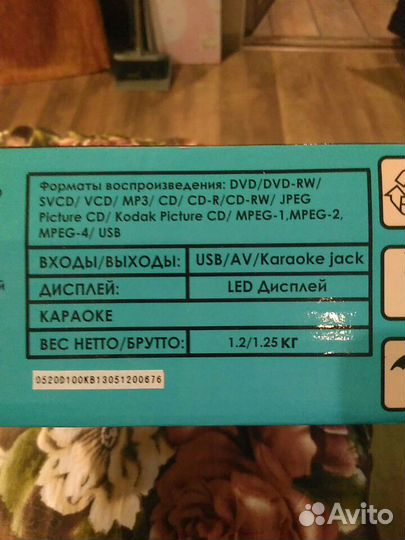 Форматы воспроизведения: DVD/DVD-RW/
SVCD/ VCD/ MP3/ CD/ CD-R/CD-RW/ JPEG
Picture CD/ Kodak Picture CD/ MPEG-1,MPEG-2,
MPEG-4/ USB
ВХОДЫ/ВЫХОДЫ: USB/AV/Karaoke jack
ДИСПЛЕЙ: LED Дисплей
КАРАОКЕ
ВЕС НЕТТО/БРУТТО: 1.2/1.25 КГ
D520D100KB13051200676
Avito